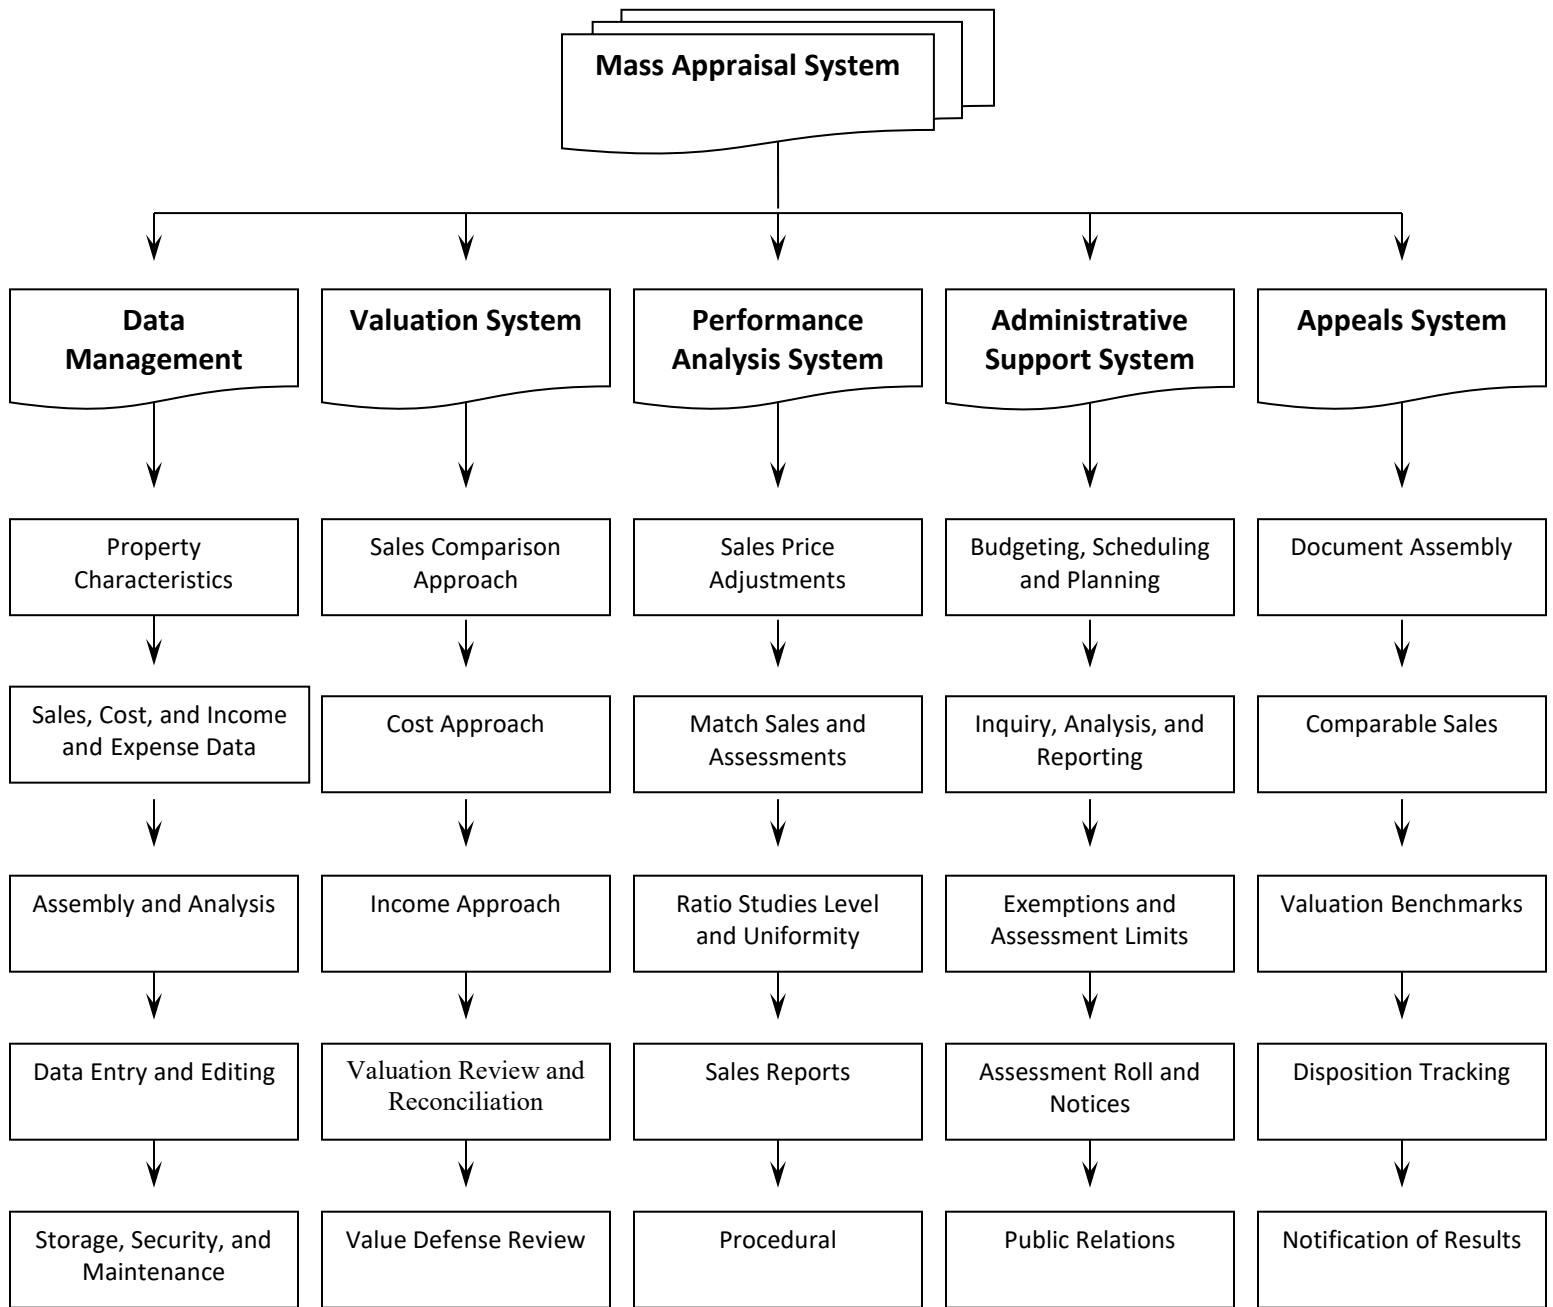 Mass Appraisal System
Data
Management
Valuation System
Performance
Analysis System
Administrative
Support System
Appeals System
Property
Characteristics
Sales Comparison
Approach
Sales Price
Adjustments
Budgeting, Scheduling
and Planning
Document Assembly
Sales, Cost, and Income
and Expense Data
Cost Approach
Match Sales and
Assessments
Inquiry, Analysis, and
Reporting
Comparable Sales
Assembly and Analysis
Income Approach
Ratio Studies Level
and Uniformity
Exemptions and
Assessment Limits
Valuation Benchmarks
Data Entry and Editing
Valuation Review and
Reconciliation
Sales Reports
Assessment Roll and
Notices
Disposition Tracking
Storage, Security, and
Maintenance
Value Defense Review
Procedural
Public Relations
Notification of Results